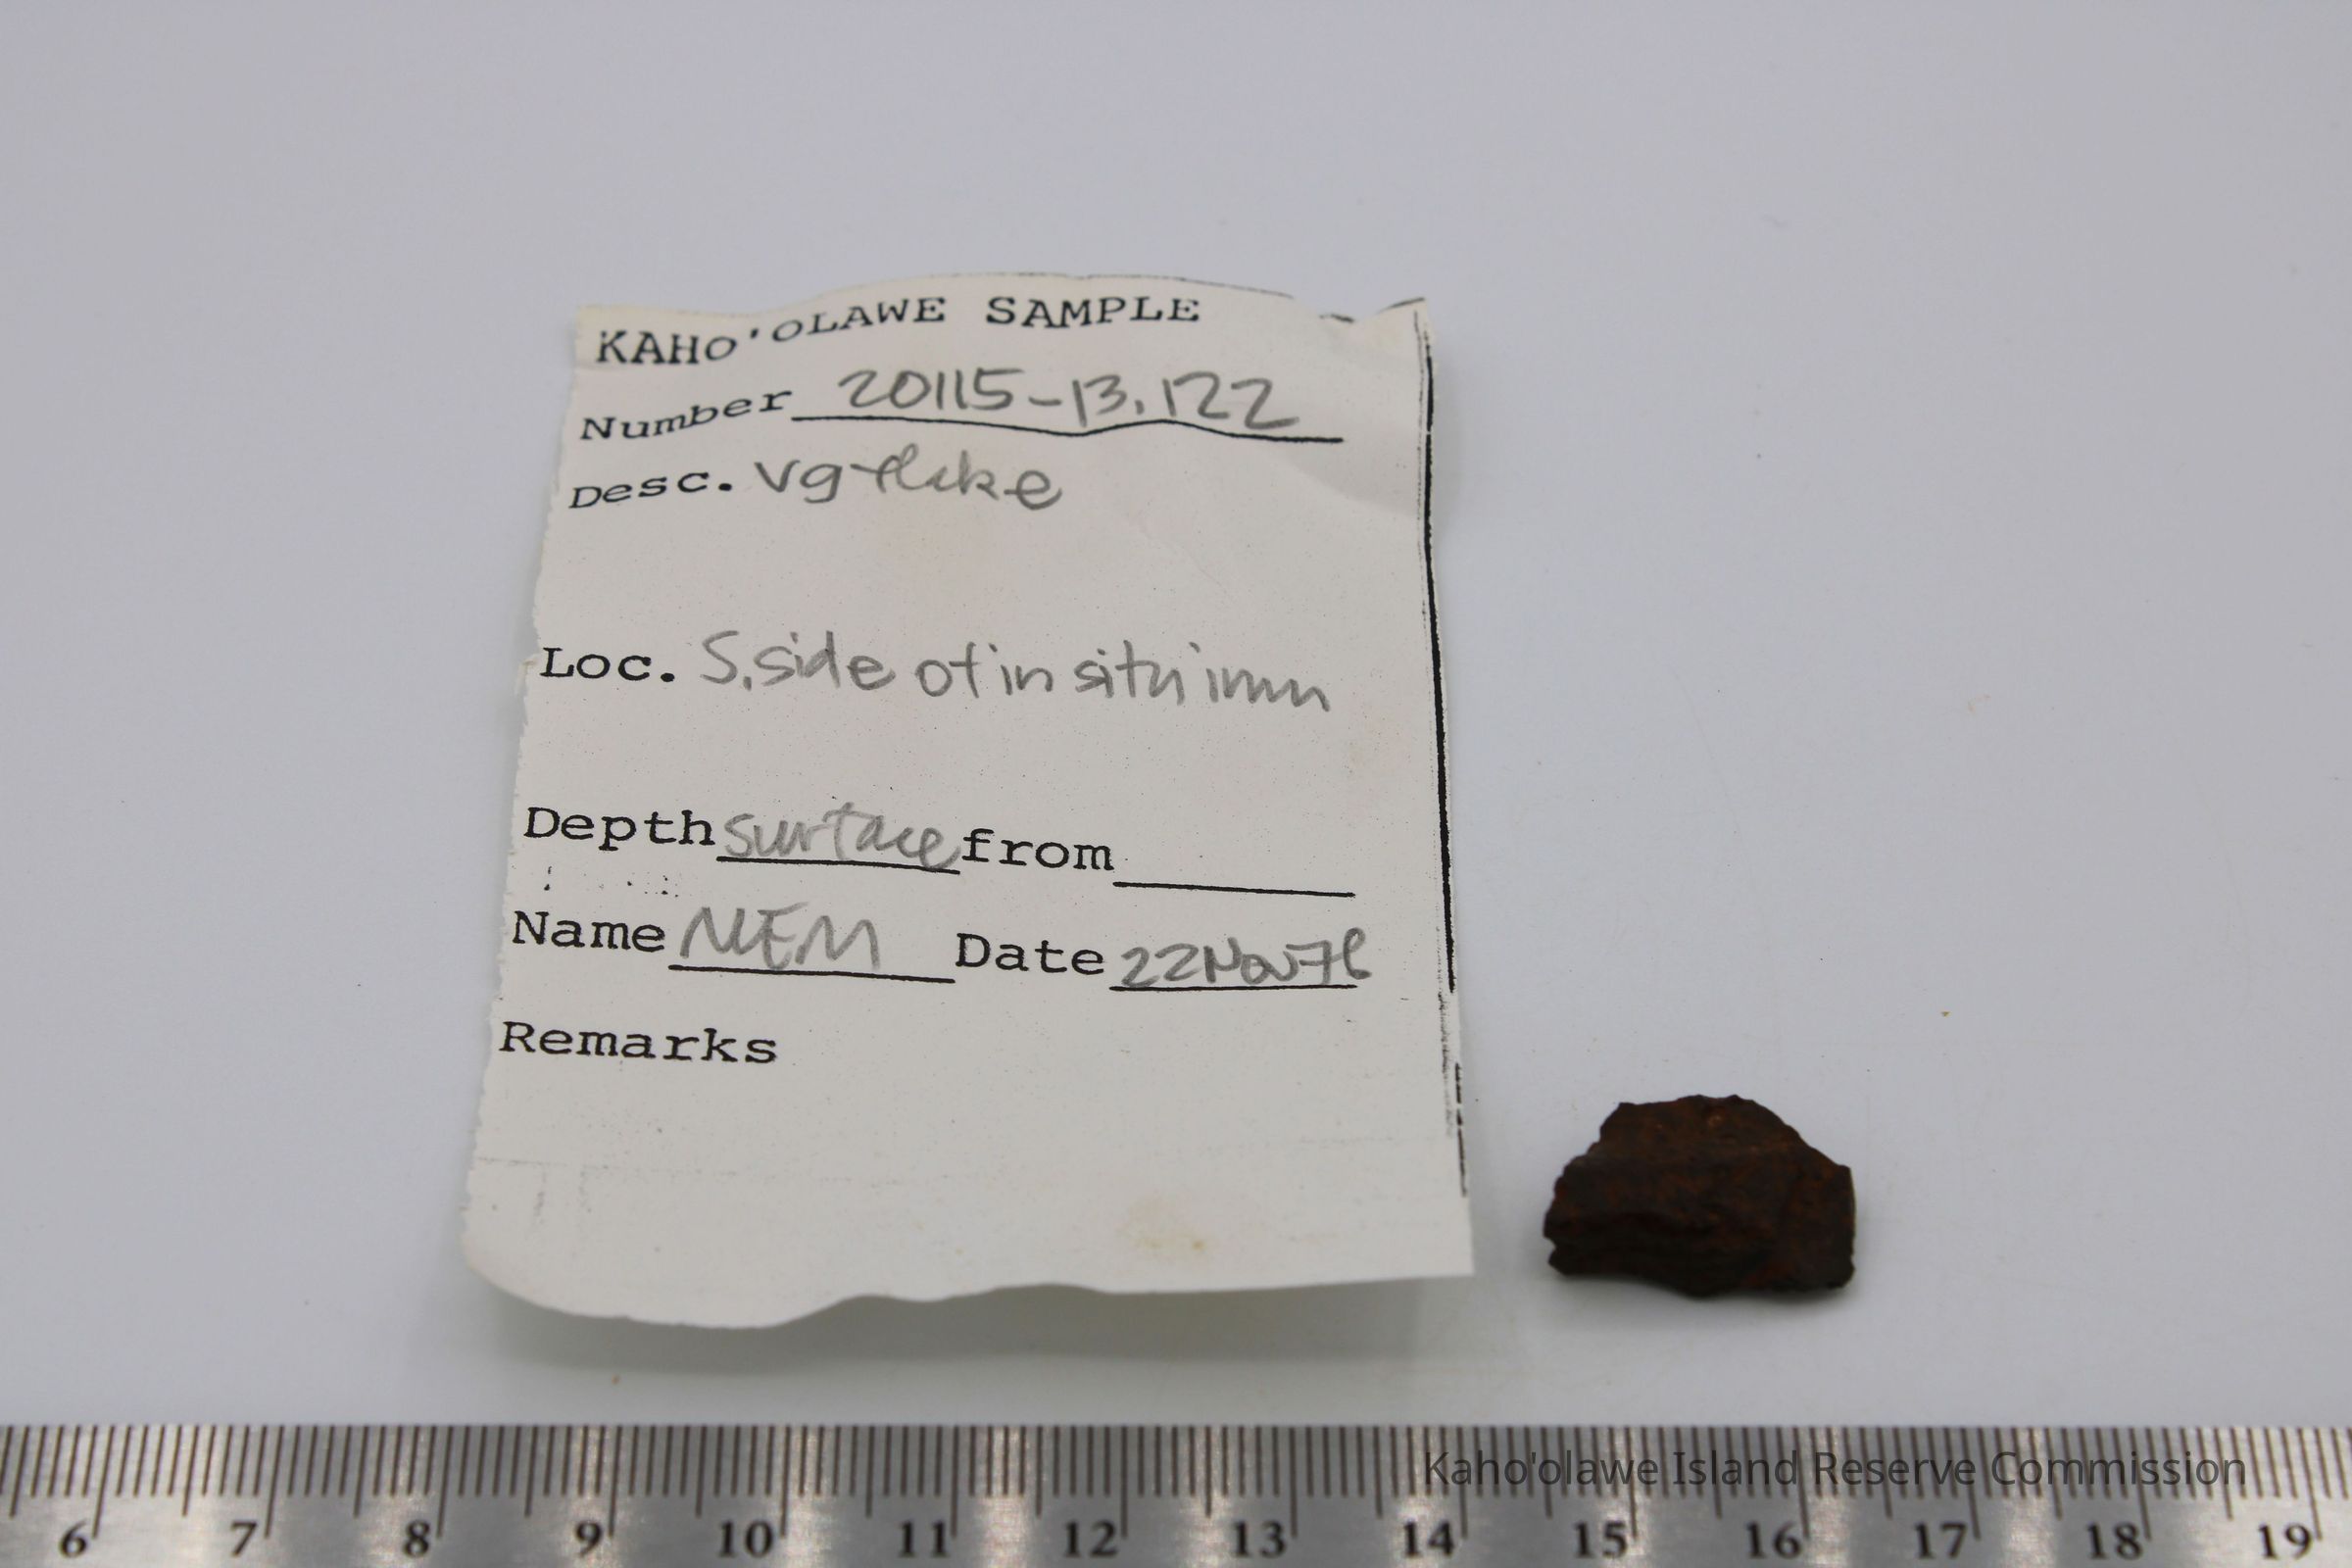 KAHO'OLAWE SAMPLE
Number 20115-13.122
Desc. vg flake
Loc. S. side of in situ imu
Depth surface from
Name MEM Date 22Nov76
Remarks
Kaho'olawe Island Reserve Commission
6 7 8 9 10 11 12 13 14 15 16 17 18 19